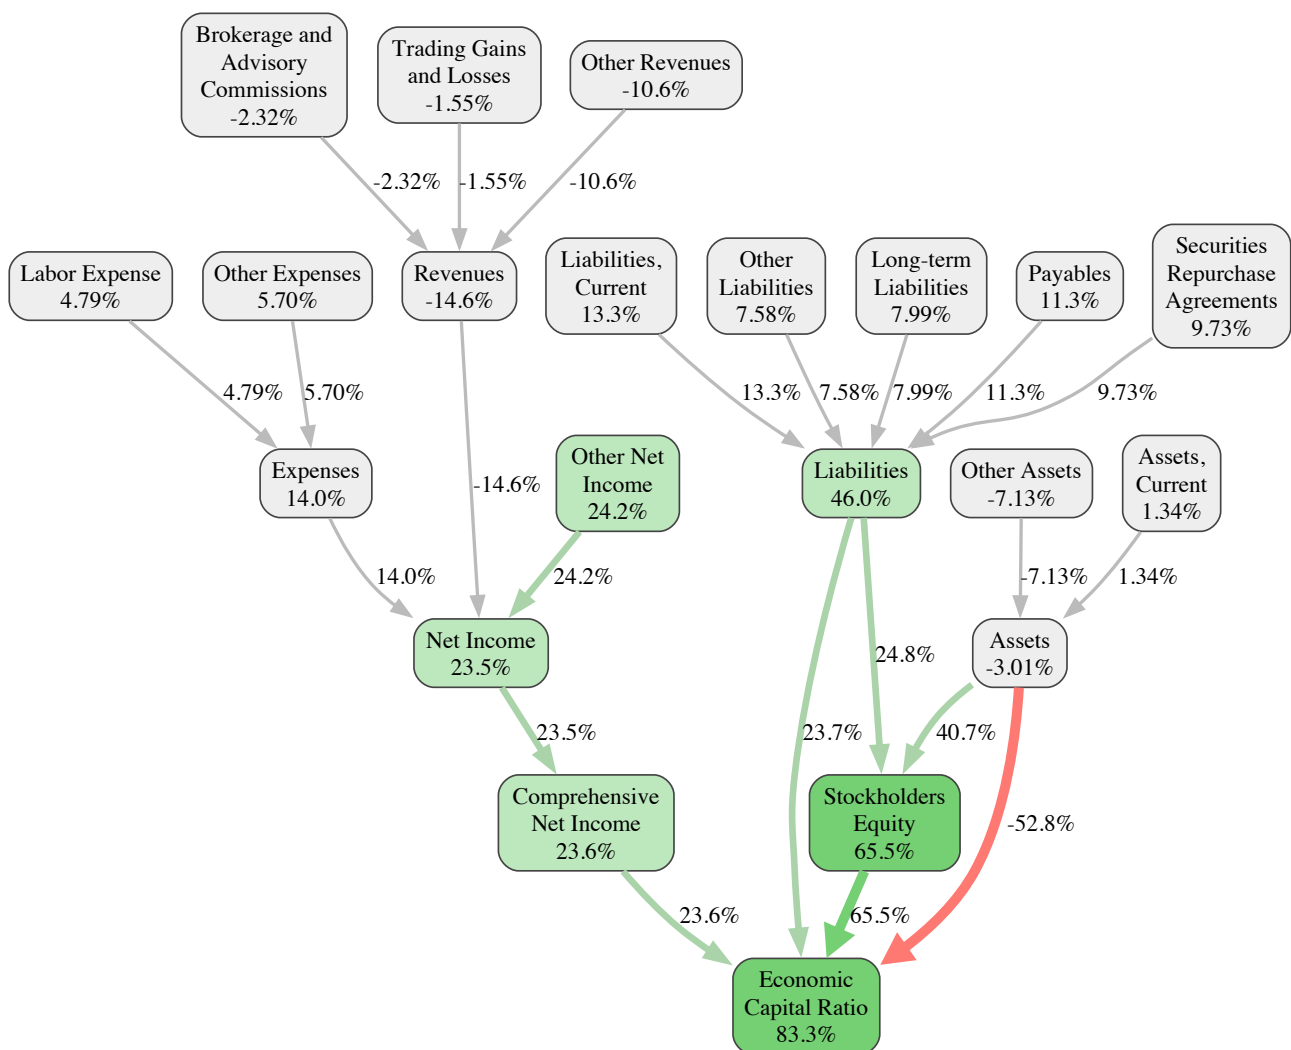 Brokerage and
Advisory
Commissions
-2.32%
Trading Gains
and Losses
-1.55%
Other Revenues
-10.6%
-2.32%
-1.55%
-10.6%
Labor Expense
4.79%
Other Expenses
5.70%
Revenues
-14.6%
Liabilities,
Current
13.3%
Other
Liabilities
7.58%
Long-term
Liabilities
7.99%
Payables
11.3%
Securities
Repurchase
Agreements
9.73%
4.79%
5.70%
13.3%
7.58%
7.99%
11.3%
9.73%
Expenses
14.0%
-14.6%
Other Net
Income
24.2%
Liabilities
46.0%
Other Assets
-7.13%
Assets,
Current
1.34%
14.0%
24.2%
-7.13%
1.34%
Net Income
23.5%
24.8%
Assets
-3.01%
23.5%
23.7%
40.7%
Comprehensive
Net Income
23.6%
Stockholders
Equity
65.5%
-52.8%
23.6%
65.5%
Economic
Capital Ratio
83.3%